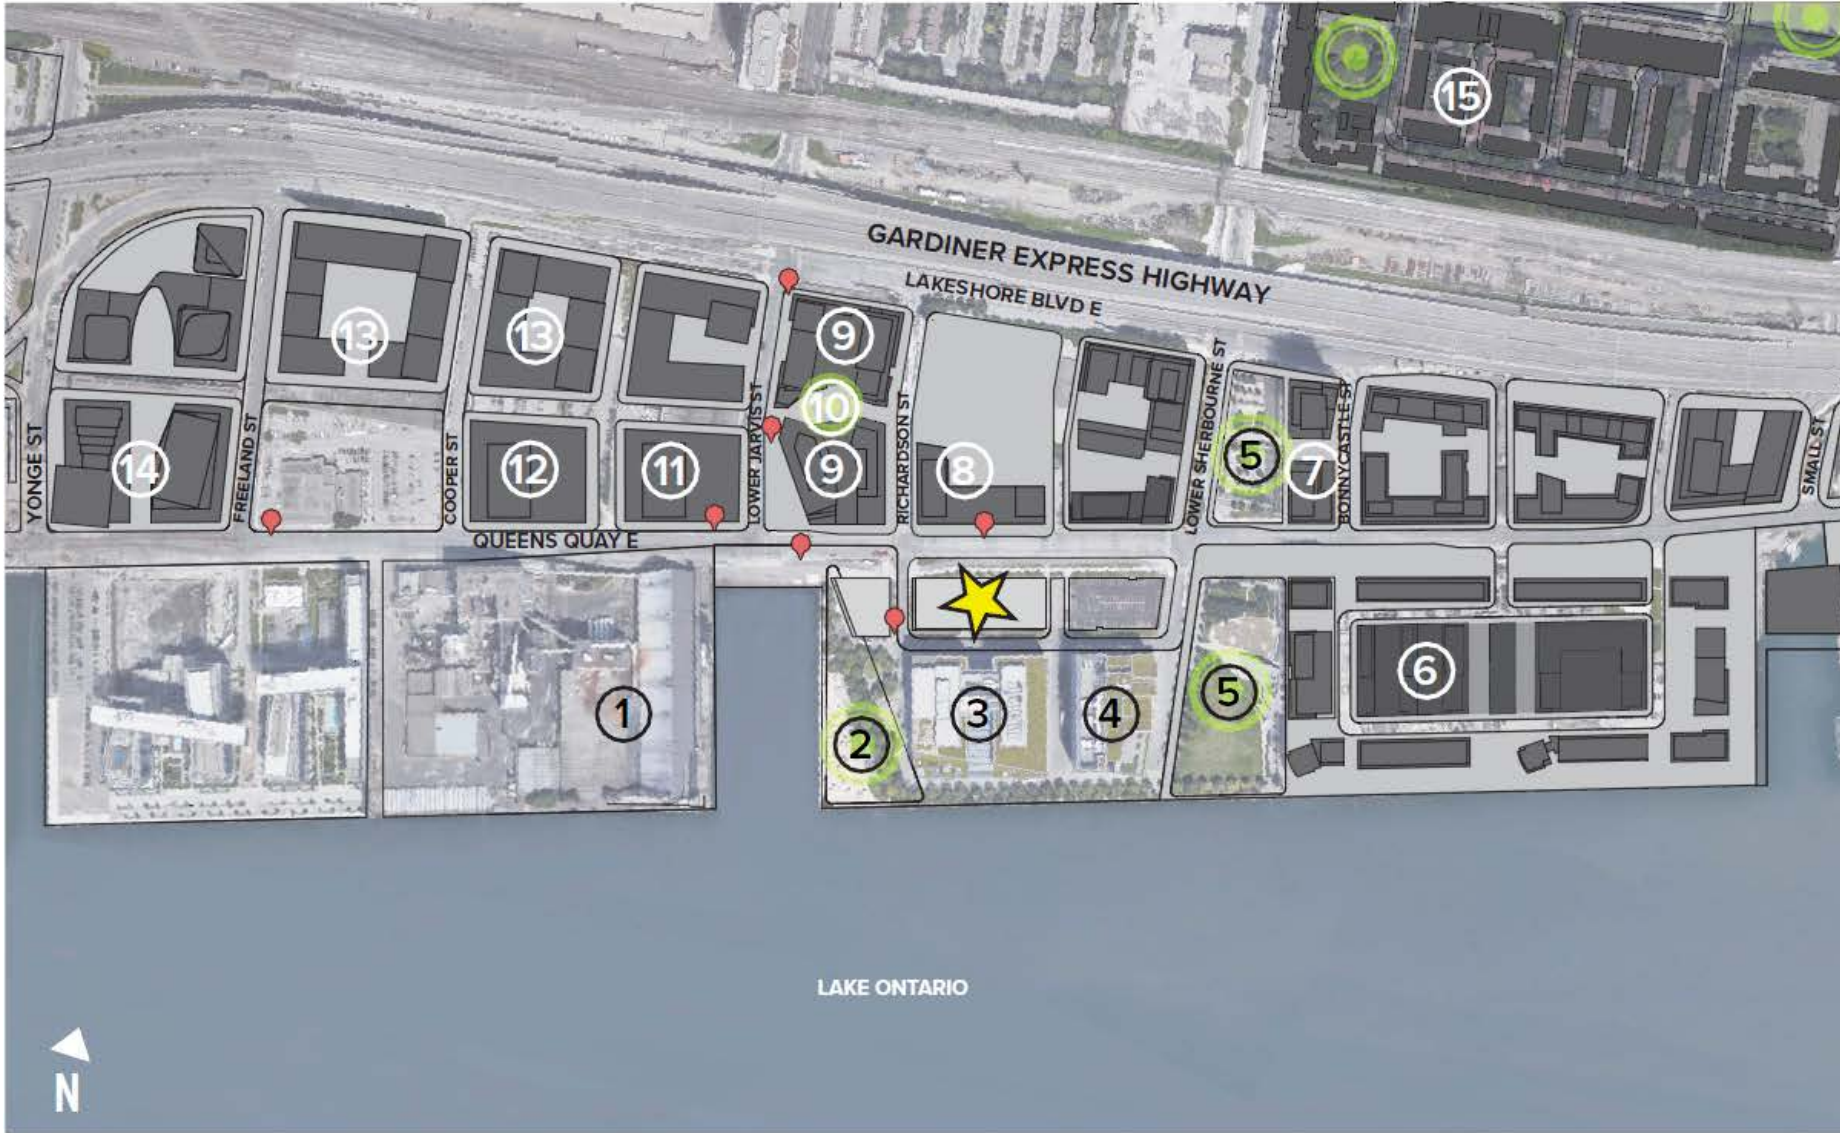 15
GARDINER EXPRESS HIGHWAY
LAKESHORE BLVD E
13
13
9
10
YONGE ST
14
FREELAND ST
COOPER ST
12
11
LOWER JARVIS ST
9
RICHARDSON ST
8
LOWER SHERBOURNE ST
5
7
BONNYCASTLE ST
SMALL ST
QUEENS QUAY E
1
2
3
4
5
6
LAKE ONTARIO
N